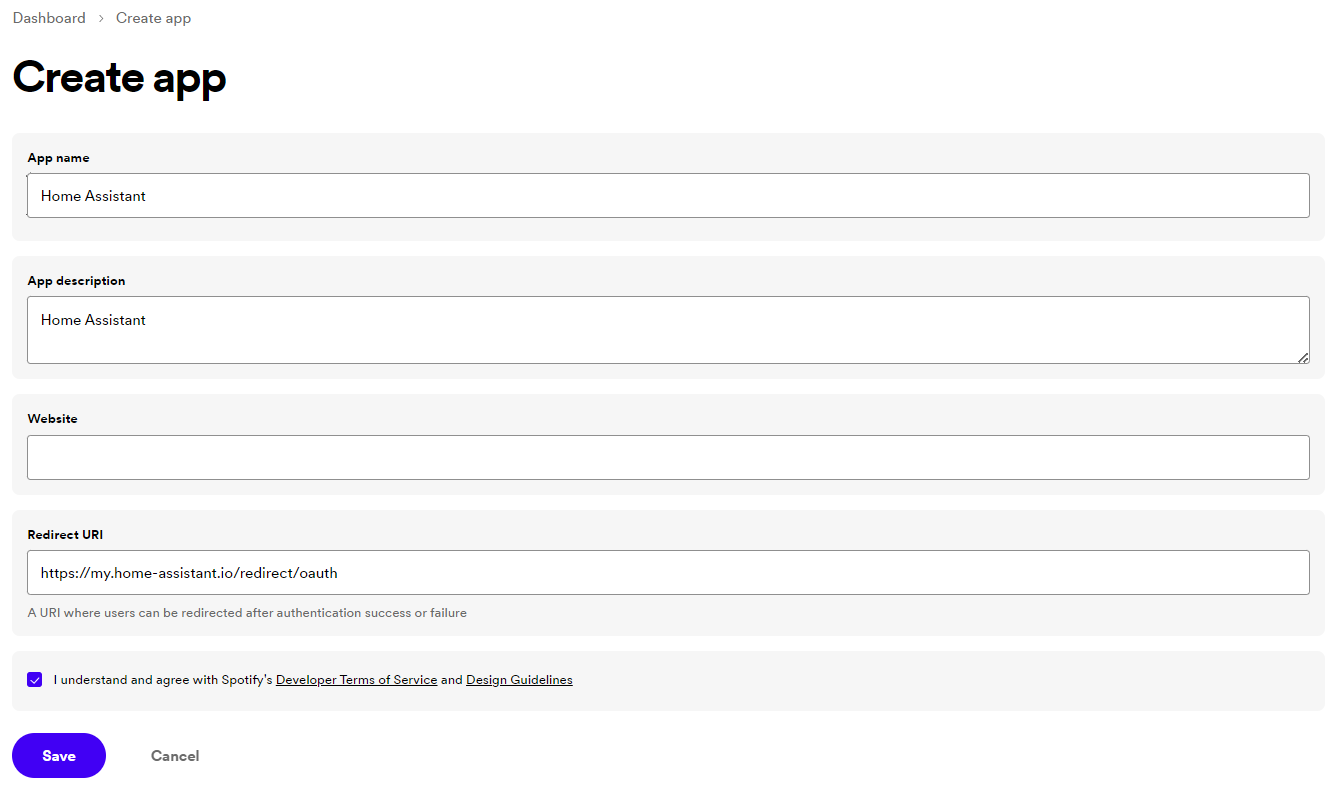 Dashboard > Create app
Create app
App name
Home Assistant
App description
Home Assistant
Website
Redirect URI
https://my.home-assistant.io/redirect/oauth
A URI where users can be redirected after authentication success or failure
I understand and agree with Spotify's Developer Terms of Service and Design Guidelines
Save Cancel